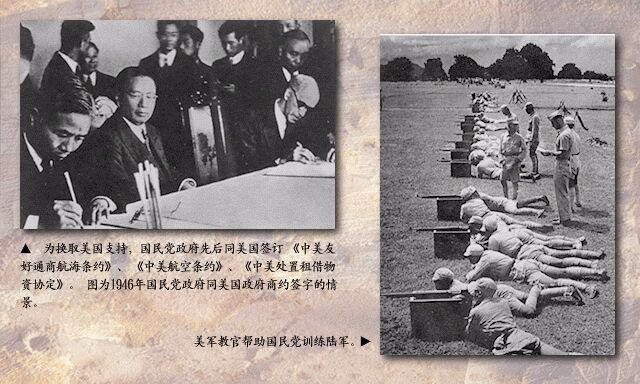 ▲ 为换取美国支持，国民党政府先后同美国签订《中美友
好通商航海条约》、《中美航空条约》、《中美处置租借物
资协定》。 图为1946年国民党政府同美国政府商约签字的情
景。
美军教官帮助国民党训练陆军。▶